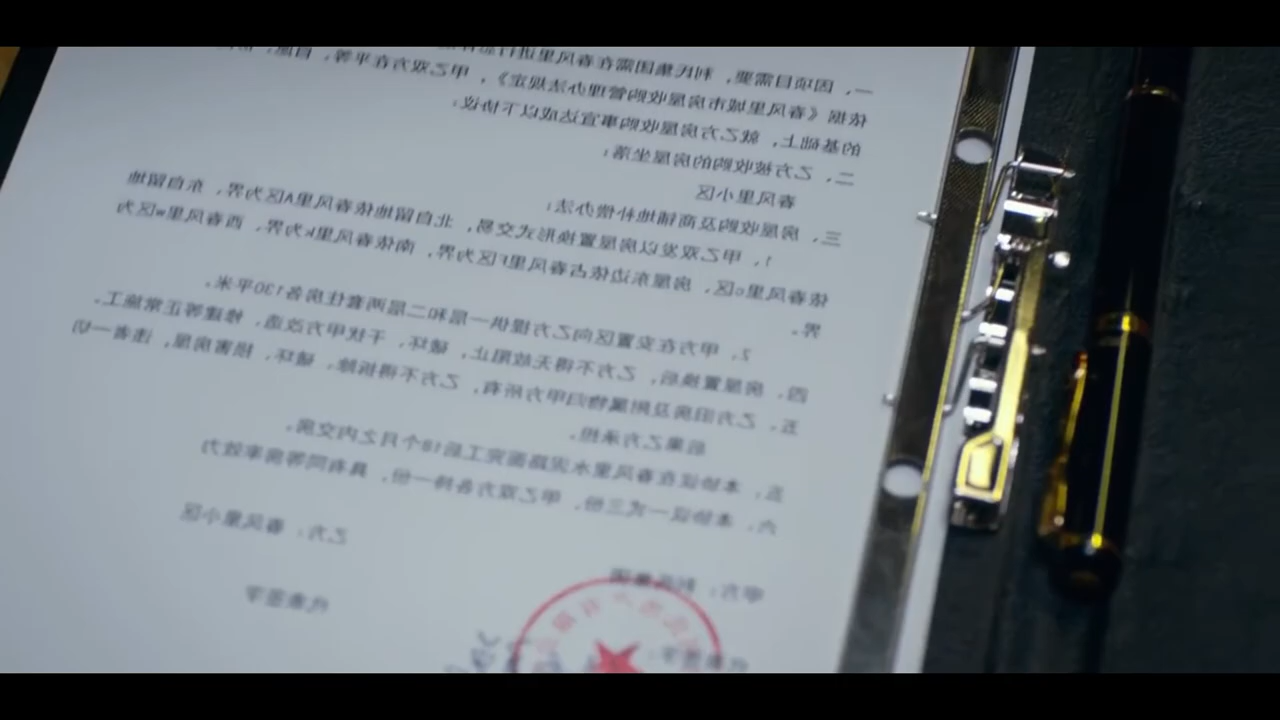 一、因项目需要，利氏集团需在春风里进行
依据《春风里城市房屋收购管理办法规定》，甲乙双方在平等、自愿、
的基础上，就乙方房屋收购事宜达成以下协议：
二、乙方被收购的房屋坐落：
春风里小区
三、房屋收购及商铺地补偿办法：
1、甲乙双发以房屋置换形式交易，北自留地依春风里A区为界、东自留地
依春风里c区、房屋东边依占春风里F区为界、南依春风里k为界、西春风里w区为
界。
2、甲方在安置区向乙方提供一层和二层两套住房各130平米。
四、房屋置换后，乙方不得无故阻止、破坏、干扰甲方改造、修建等正常施工。
五、乙方旧房及附属物归甲方所有，乙方不得拆除、破坏、损害房屋，违者一切
后果乙方承担。
五、本协议在春风里水泥路面完工后18个月之内交房。
六、本协议一式三份，甲乙双方各持一份，具有同等房率效力
甲方：利氏集团
乙方：春风里小区
代表签字：
代表签字